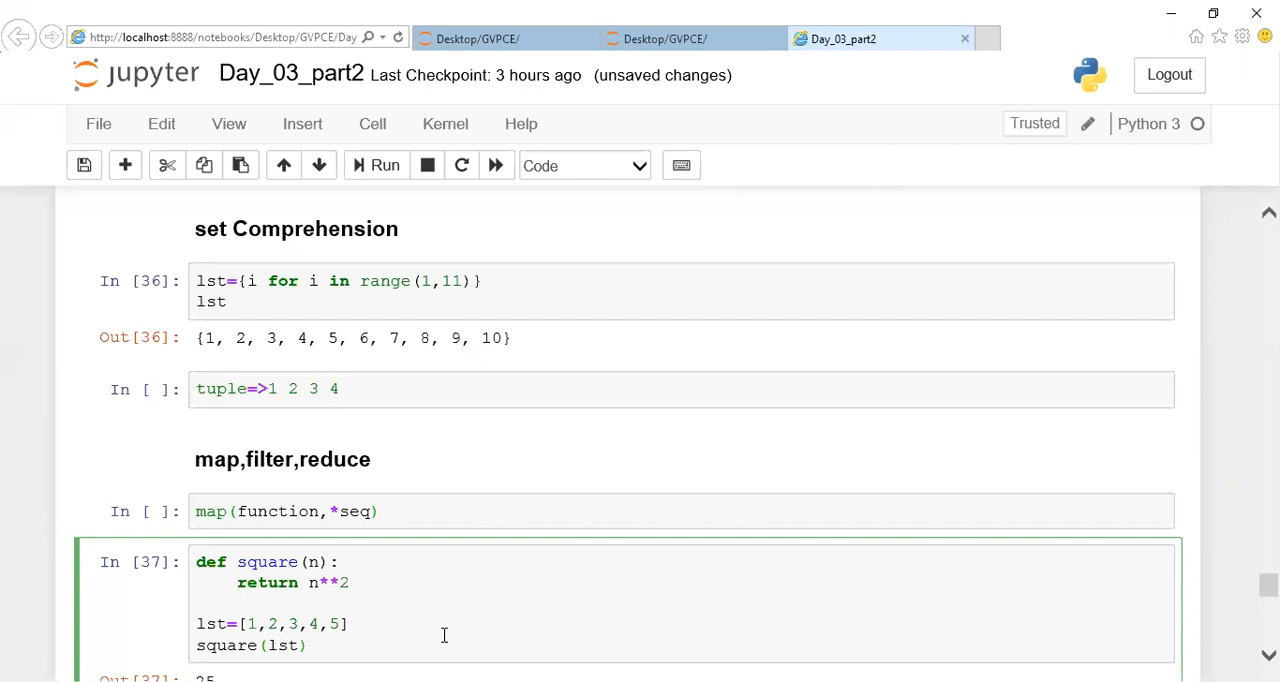 http://localhost:8888/notebooks/Desktop/GVPCE/Day
Desktop/GVPCE/
Desktop/GVPCE/
Day_03_part2
jupyter Day_03_part2 Last Checkpoint: 3 hours ago (unsaved changes)
Logout
File Edit View Insert Cell Kernel Help
Trusted
Python 3
Run
Code
set Comprehension
In [36]: lst={i for i in range(1,11)}
lst
Out[36]: {1, 2, 3, 4, 5, 6, 7, 8, 9, 10}
In [ ]: tuple=>1 2 3 4
map,filter,reduce
In [ ]: map(function,*seq)
In [37]: def square(n):
return n**2
lst=[1,2,3,4,5]
square(lst)
Out[37]: 25